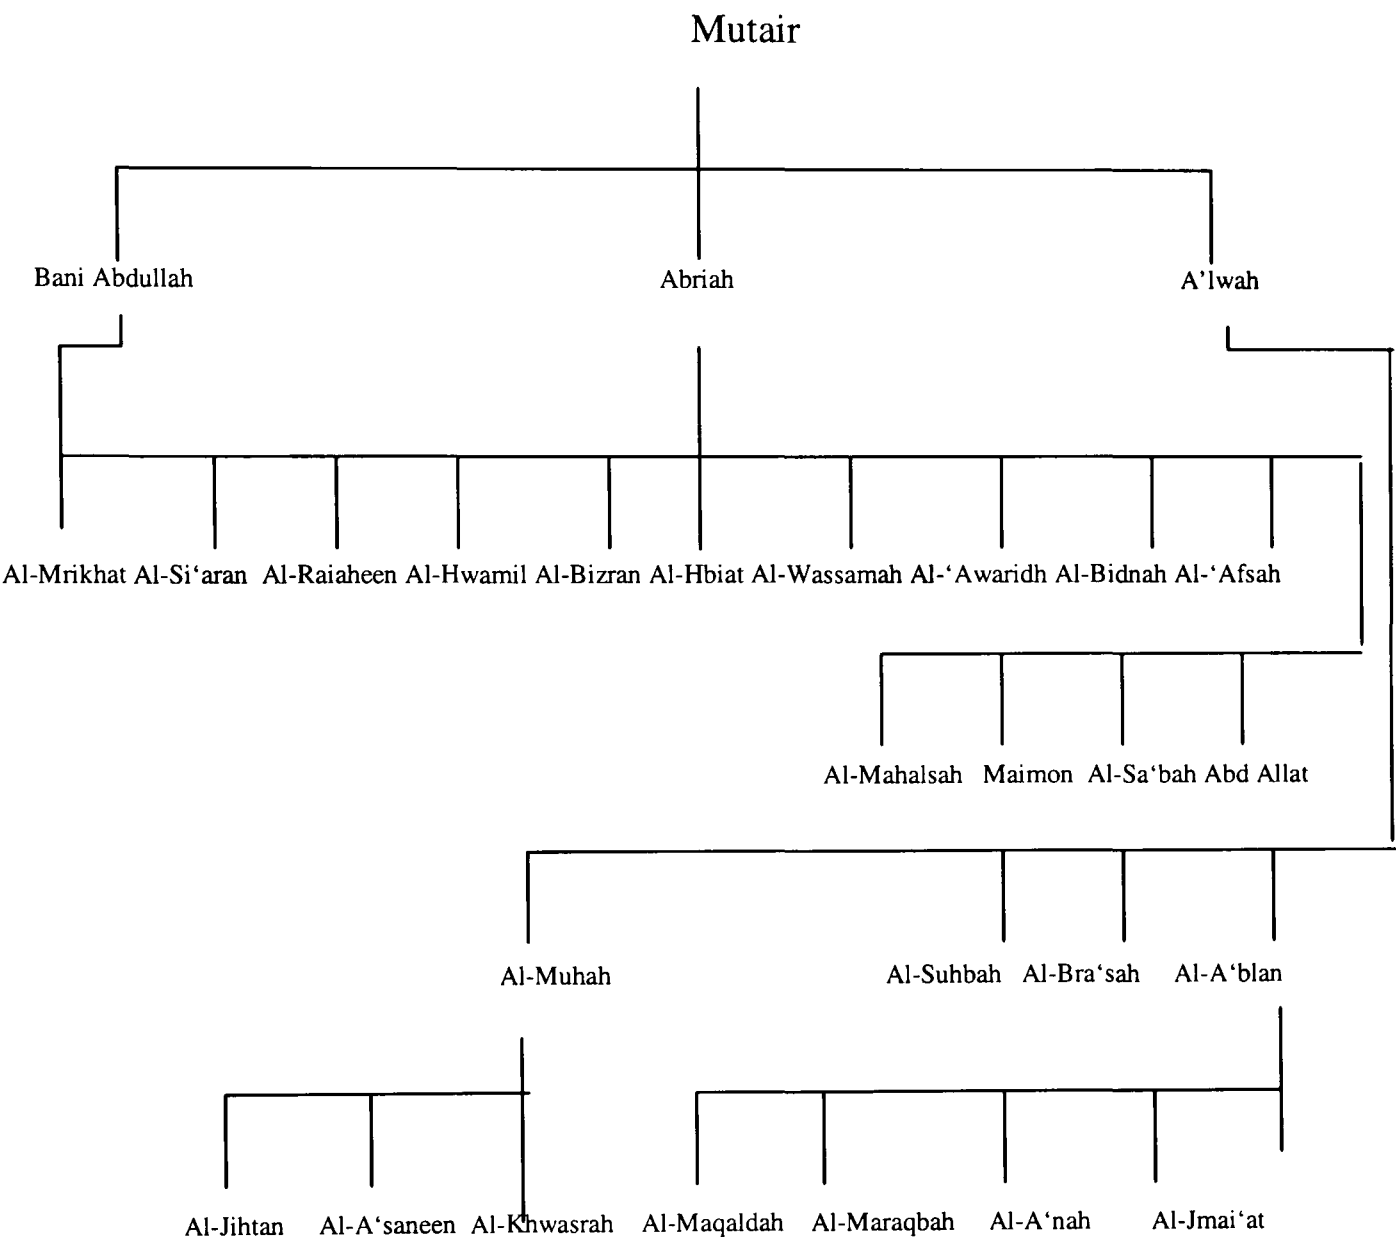 Mutair
Bani Abdullah Abriah A’lwah
Al-Mrikhat Al-Si‘aran Al-Raiaheen Al-Hwamil Al-Bizran Al-Hbiat Al-Wassamah Al-‘Awaridh Al-Bidnah Al-‘Afsah
Al-Mahalsah Maimon Al-Sa‘bah Abd Allat
Al-Muhah Al-Suhbah Al-Bra‘sah Al-A‘blan
Al-Jihtan Al-A‘saneen Al-Khwasrah Al-Maqaldah Al-Maraqbah Al-A‘nah Al-Jmai‘at